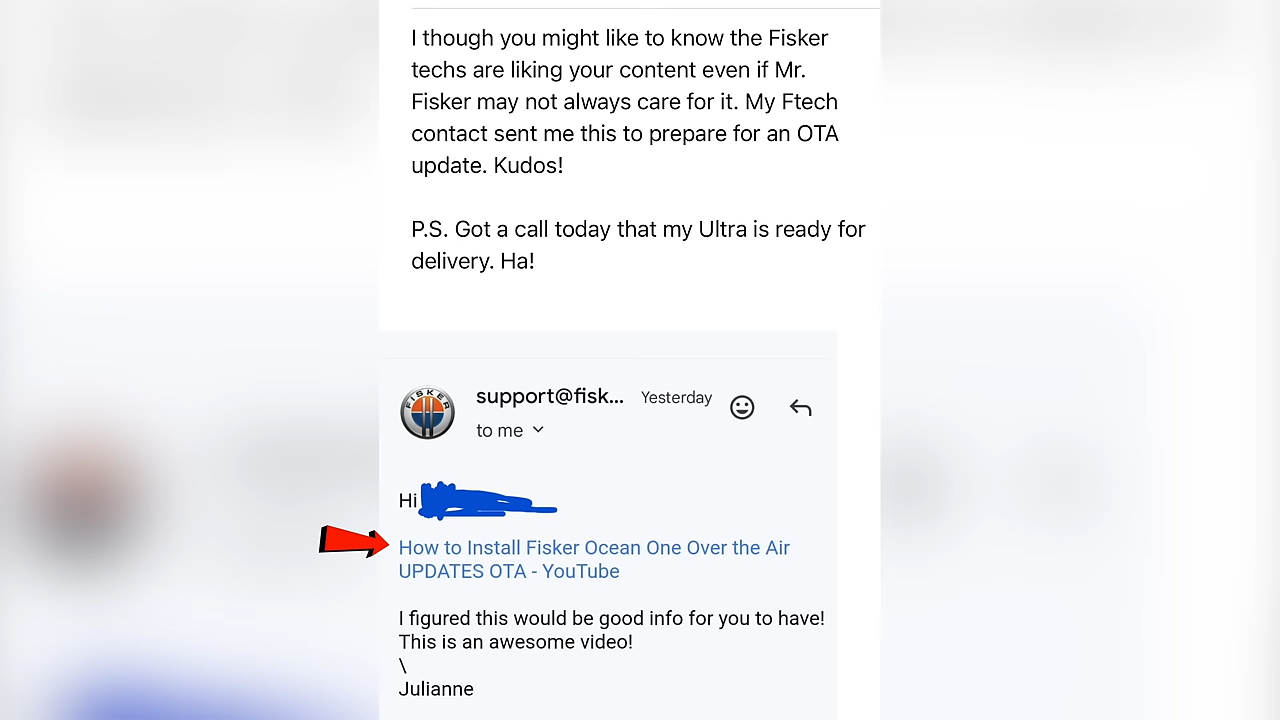 I though you might like to know the Fisker
techs are liking your content even if Mr.
Fisker may not always care for it. My Ftech
contact sent me this to prepare for an OTA
update. Kudos!
P.S. Got a call today that my Ultra is ready for
delivery. Ha!
FISKER
support@fisk... Yesterday
to me
Hi
How to Install Fisker Ocean One Over the Air
UPDATES OTA - YouTube
I figured this would be good info for you to have!
This is an awesome video!
\
Julianne